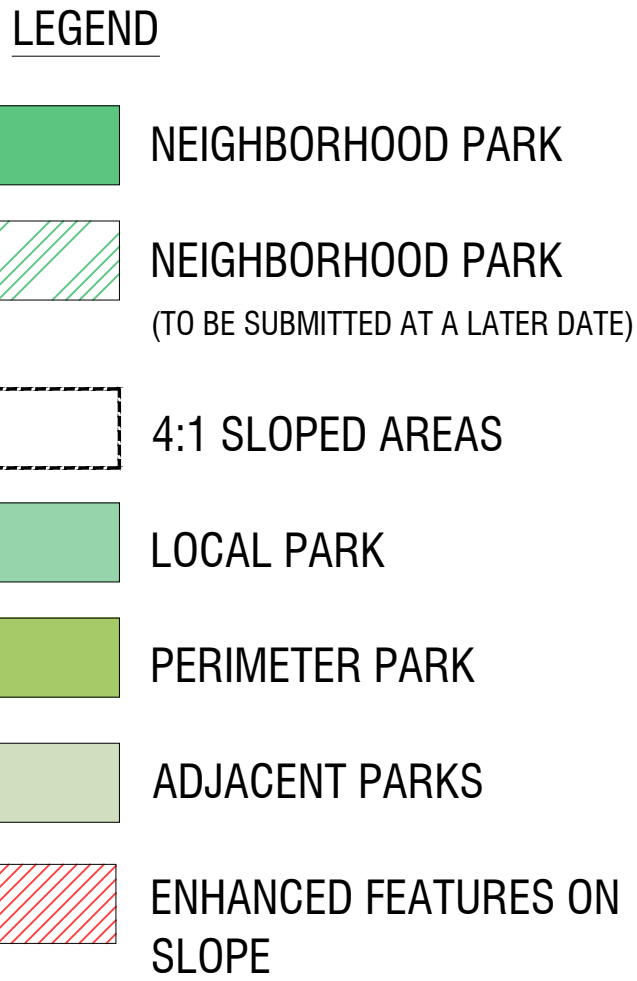 LEGEND
NEIGHBORHOOD PARK
NEIGHBORHOOD PARK
(TO BE SUBMITTED AT A LATER DATE)
4:1 SLOPED AREAS
LOCAL PARK
PERIMETER PARK
ADJACENT PARKS
ENHANCED FEATURES ON
SLOPE